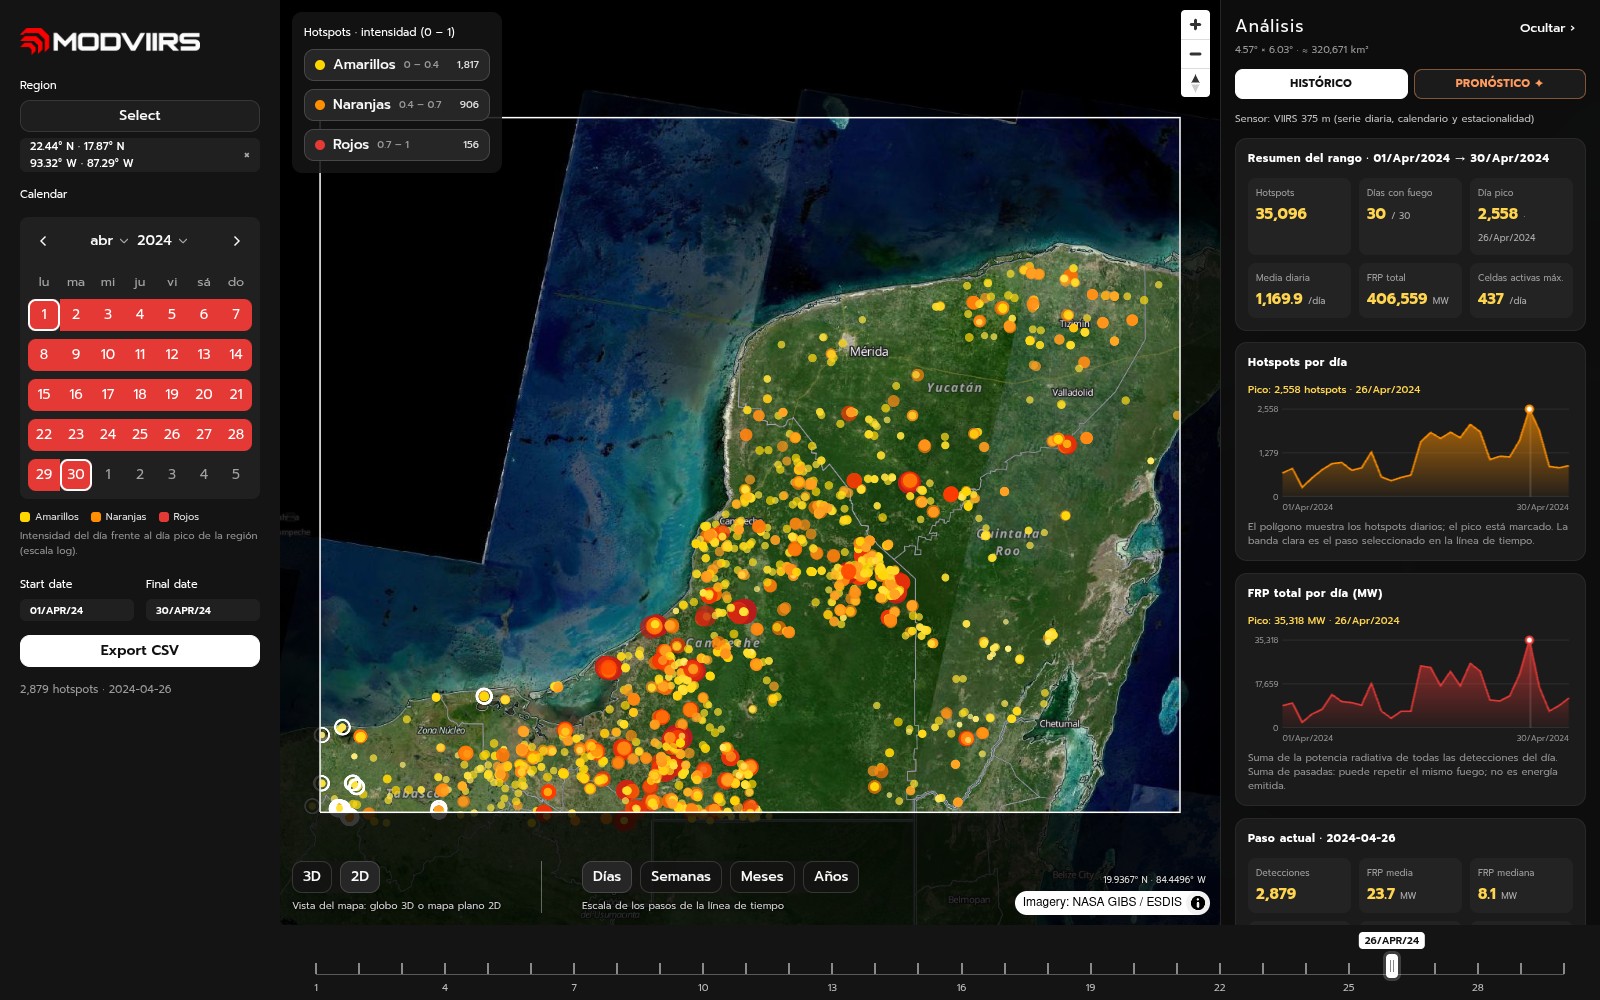 MODVIIRS
Region
Select
22.44° N · 17.87° N
93.32° W · 87.29° W
×
Calendar
abr 2024
lu ma mi ju vi sá do
1 2 3 4 5 6 7
8 9 10 11 12 13 14
15 16 17 18 19 20 21
22 23 24 25 26 27 28
29 30 1 2 3 4 5
Amarillos Naranjas Rojos
Intensidad del día frente al día pico de la región
(escala log).
Start date Final date
01/APR/24 30/APR/24
Export CSV
2,879 hotspots · 2024-04-26
Hotspots · intensidad (0 – 1)
Amarillos 0 – 0.4 1,817
Naranjas 0.4 – 0.7 906
Rojos 0.7 – 1 156
Tizimín
Mérida
Yucatán
Valladolid
Campeche
Quintana
Roo
Campeche
Zona Núcleo
Chetumal
Tabasco
Belize City
Belmopan
3D 2D
Vista del mapa: globo 3D o mapa plano 2D
Días Semanas Meses Años
Escala de los pasos de la línea de tiempo
19.9367° N · 84.4496° W
Imagery: NASA GIBS / ESDIS
Análisis
Ocultar ›
4.57° × 6.03° · ≈ 320,671 km²
HISTÓRICO
PRONÓSTICO ✦
Sensor: VIIRS 375 m (serie diaria, calendario y estacionalidad)
Resumen del rango · 01/Apr/2024 → 30/Apr/2024
Hotspots Días con fuego Día pico
35,096 30 / 30 2,558 ·
26/Apr/2024
Media diaria FRP total Celdas activas máx.
1,169.9 /día 406,559 MW 437 /día
Hotspots por día
Pico: 2,558 hotspots · 26/Apr/2024
2,558
1,279
0
01/Apr/2024 30/Apr/2024
El polígono muestra los hotspots diarios; el pico está marcado. La
banda clara es el paso seleccionado en la línea de tiempo.
FRP total por día (MW)
Pico: 35,318 MW · 26/Apr/2024
35,318
17,659
0
01/Apr/2024 30/Apr/2024
Suma de la potencia radiativa de todas las detecciones del día.
Suma de pasadas: puede repetir el mismo fuego; no es energía
emitida.
Paso actual · 2024-04-26
Detecciones FRP media FRP mediana
2,879 23.7 MW 8.1 MW
26/APR/24
1 4 7 10 13 16 19 22 25 28